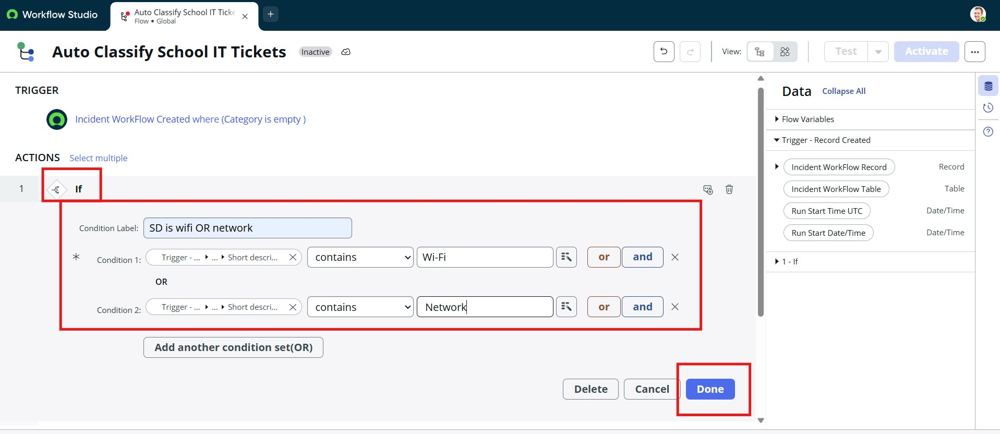 Workflow Studio
Auto Classify School IT Ticke
Flow • Global
Auto Classify School IT Tickets
Inactive
View:
Test
Activate
TRIGGER
Incident WorkFlow Created where (Category is empty )
ACTIONS Select multiple
1 If
Condition Label: SD is wifi OR network
* Condition 1: Trigger - ... ... Short descri... contains Wi-Fi or and
OR
Condition 2: Trigger - ... ... Short descri... contains Network or and
Add another condition set(OR)
Delete Cancel Done
Data Collapse All
Flow Variables
Trigger - Record Created
Incident WorkFlow Record Record
Incident WorkFlow Table Table
Run Start Time UTC Date/Time
Run Start Date/Time Date/Time
1 - If